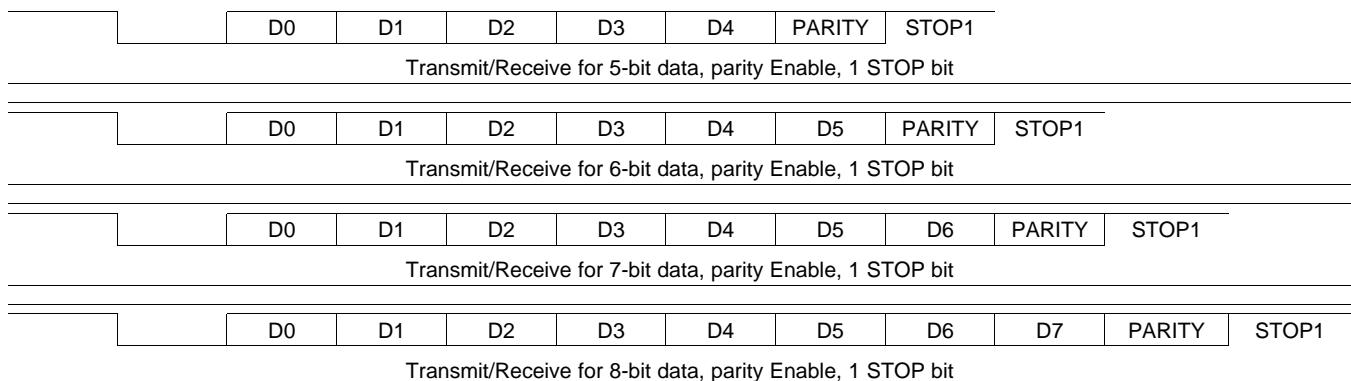 D0 D1 D2 D3 D4 PARITY STOP1
Transmit/Receive for 5-bit data, parity Enable, 1 STOP bit
D0 D1 D2 D3 D4 D5 PARITY STOP1
Transmit/Receive for 6-bit data, parity Enable, 1 STOP bit
D0 D1 D2 D3 D4 D5 D6 PARITY STOP1
Transmit/Receive for 7-bit data, parity Enable, 1 STOP bit
D0 D1 D2 D3 D4 D5 D6 D7 PARITY STOP1
Transmit/Receive for 8-bit data, parity Enable, 1 STOP bit